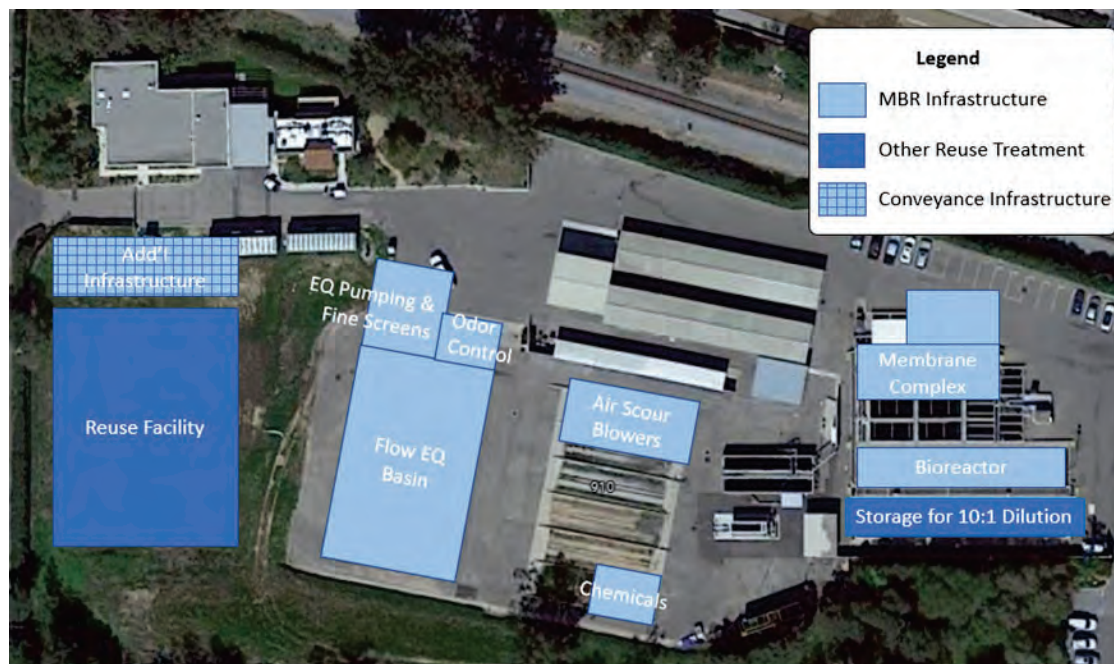 Legend
MBR Infrastructure
Other Reuse Treatment
Conveyance Infrastructure
Add'l
Infrastructure
EQ Pumping &
Fine Screens
Odor
Control
Membrane
Complex
Reuse Facility
Air Scour
Blowers
Flow EQ
Basin
910
Bioreactor
Storage for 10:1 Dilution
Chemicals